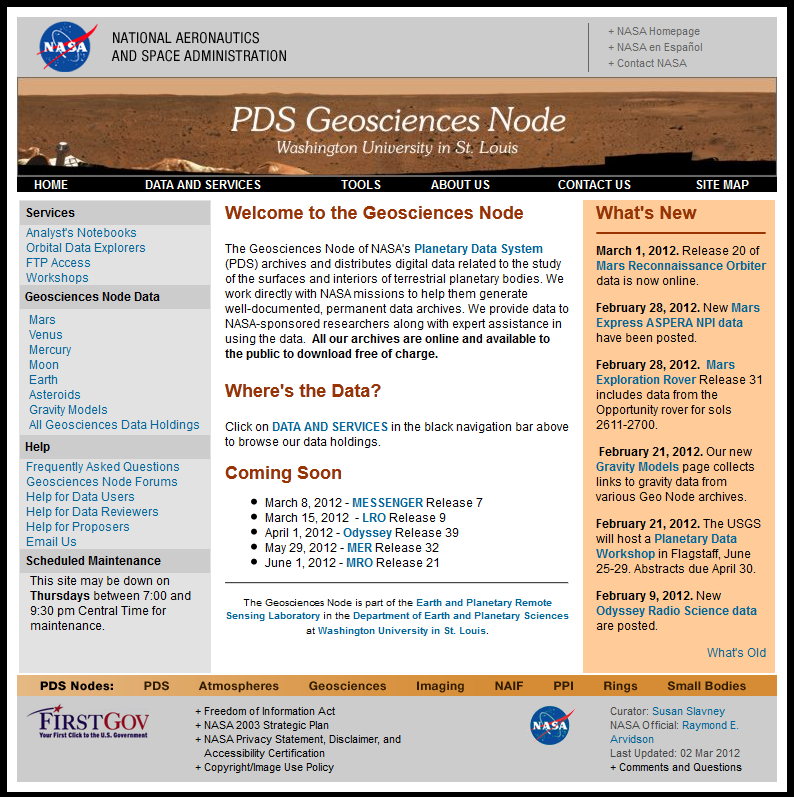 NASA
NATIONAL AERONAUTICS
AND SPACE ADMINISTRATION
+ NASA Homepage
+ NASA en Español
+ Contact NASA
PDS Geosciences Node
Washington University in St. Louis
HOME DATA AND SERVICES TOOLS ABOUT US CONTACT US SITE MAP
Services
Analyst's Notebooks
Orbital Data Explorers
FTP Access
Workshops
Geosciences Node Data
Mars
Venus
Mercury
Moon
Earth
Asteroids
Gravity Models
All Geosciences Data Holdings
Help
Frequently Asked Questions
Geosciences Node Forums
Help for Data Users
Help for Data Reviewers
Help for Proposers
Email Us
Scheduled Maintenance
This site may be down on
Thursdays between 7:00 and
9:30 pm Central Time for
maintenance.
Welcome to the Geosciences Node
The Geosciences Node of NASA's Planetary Data System
(PDS) archives and distributes digital data related to the study
of the surfaces and interiors of terrestrial planetary bodies. We
work directly with NASA missions to help them generate
well-documented, permanent data archives. We provide data to
NASA-sponsored researchers along with expert assistance in
using the data. All our archives are online and available to
the public to download free of charge.
Where's the Data?
Click on DATA AND SERVICES in the black navigation bar above
to browse our data holdings.
Coming Soon
• March 8, 2012 - MESSENGER Release 7
• March 15, 2012 - LRO Release 9
• April 1, 2012 - Odyssey Release 39
• May 29, 2012 - MER Release 32
• June 1, 2012 - MRO Release 21
The Geosciences Node is part of the Earth and Planetary Remote
Sensing Laboratory in the Department of Earth and Planetary Sciences
at Washington University in St. Louis.
What's New
March 1, 2012. Release 20 of
Mars Reconnaissance Orbiter
data is now online.
February 28, 2012. New Mars
Express ASPERA NPI data
have been posted.
February 28, 2012. Mars
Exploration Rover Release 31
includes data from the
Opportunity rover for sols
2611-2700.
February 21, 2012. Our new
Gravity Models page collects
links to gravity data from
various Geo Node archives.
February 21, 2012. The USGS
will host a Planetary Data
Workshop in Flagstaff, June
25-29. Abstracts due April 30.
February 9, 2012. New
Odyssey Radio Science data
are posted.
What's Old
PDS Nodes: PDS Atmospheres Geosciences Imaging NAIF PPI Rings Small Bodies
FIRSTGOV
Your First Click to the U.S. Government
+ Freedom of Information Act
+ NASA 2003 Strategic Plan
+ NASA Privacy Statement, Disclaimer, and
Accessibility Certification
+ Copyright/Image Use Policy
NASA
Curator: Susan Slavney
NASA Official: Raymond E.
Arvidson
Last Updated: 02 Mar 2012
+ Comments and Questions